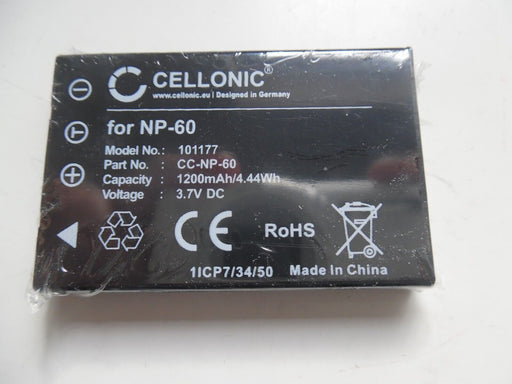 CELLONIC®
www.cellonic.eu | Designed in Germany
for NP-60
Model No.: 101177
Part No.: CC-NP-60
Capacity : 1200mAh/4.44Wh
Voltage : 3.7V DC
T
CE RoHS
1ICP7/34/50 Made in China